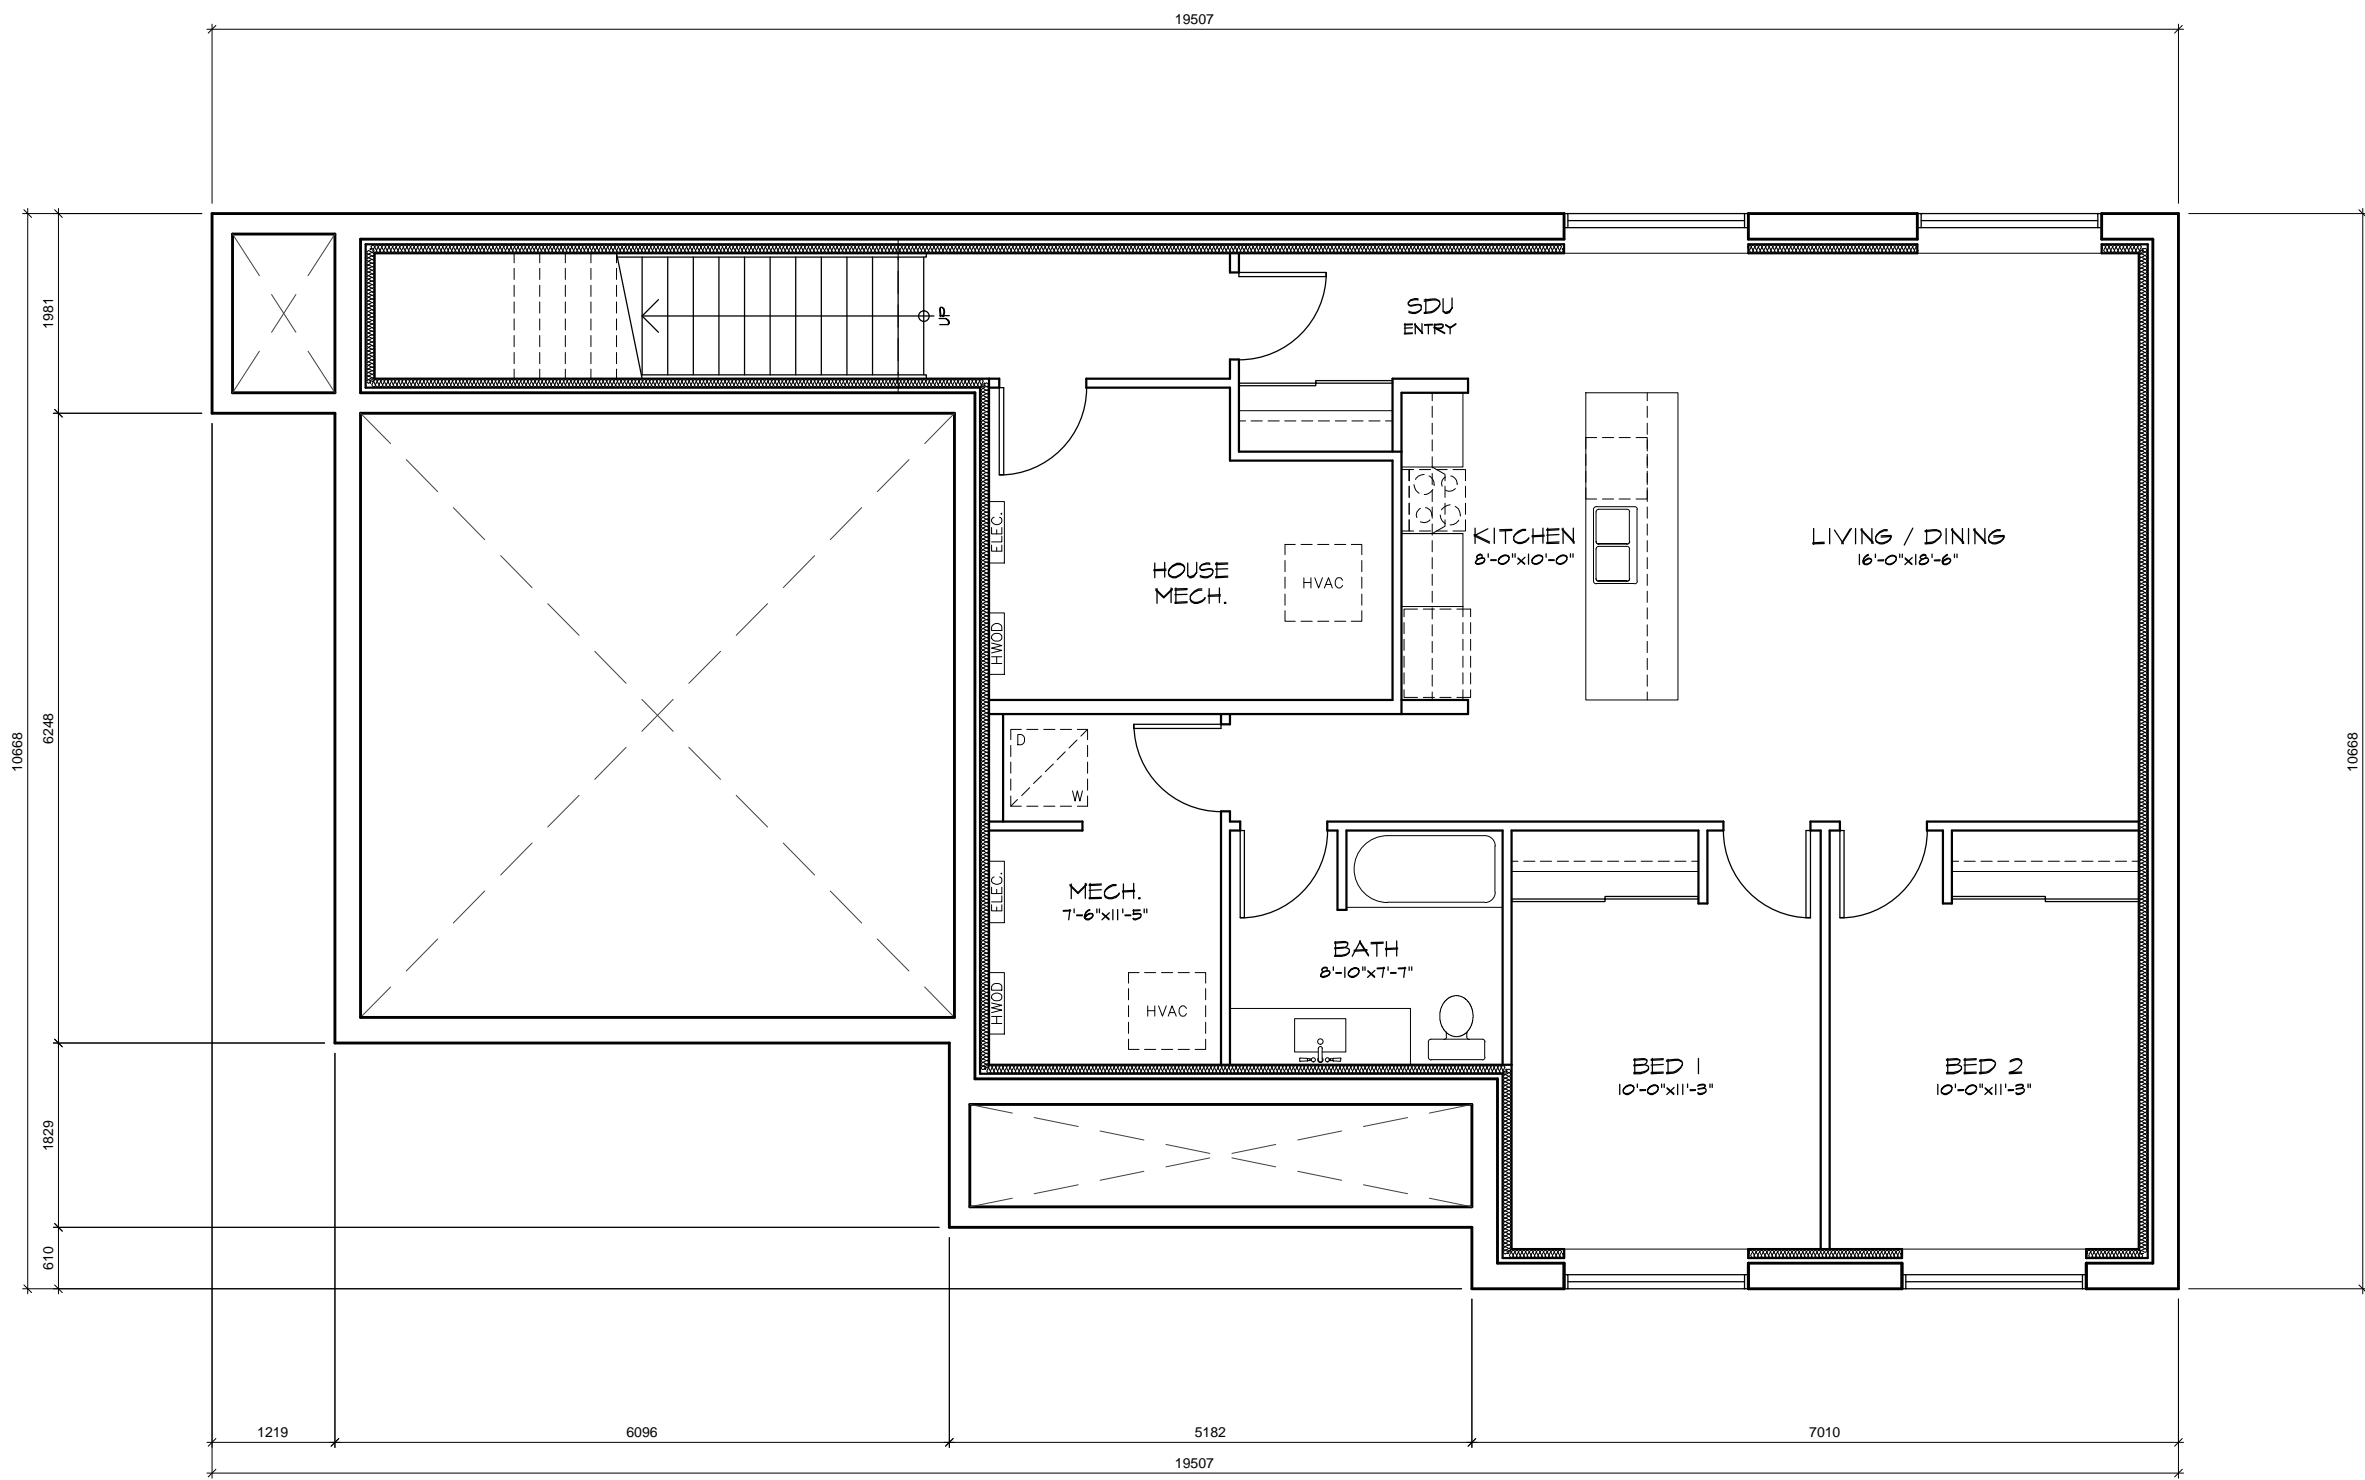 19507
1981
6248
10668
1829
610
10668
UP
SDU
ENTRY
ELEC.
HWOD
HOUSE
MECH.
HVAC
KITCHEN
8'-0"x10'-0"
LIVING / DINING
16'-0"x18'-6"
D
W
ELEC.
HWOD
MECH.
7'-6"x11'-5"
HVAC
BATH
8'-10"x7'-7"
BED 1
10'-0"x11'-3"
BED 2
10'-0"x11'-3"
1219
6096
5182
7010
19507